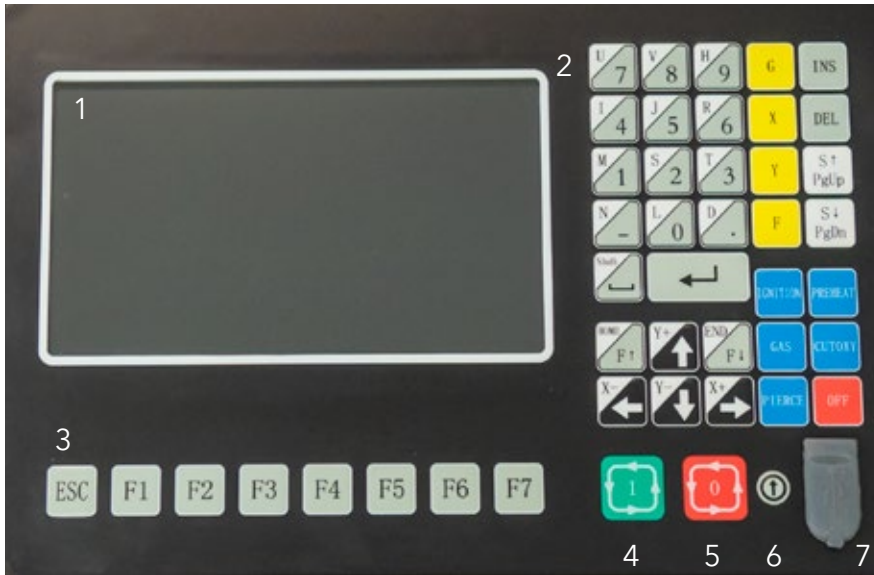 1
2
U 7 V 8 H 9 G INS
I 4 J 5 R 6 X DEL
M 1 S 2 T 3 Y S↑ PgUp
N - L 0 D . F S↓ PgDn
Shift IGNITION PREHEAT
F↑ Y+ END F↓ GAS CUTOXY
X- Y- X+ PIERCE OFF
3
ESC F1 F2 F3 F4 F5 F6 F7
1 0
4 5 6 7